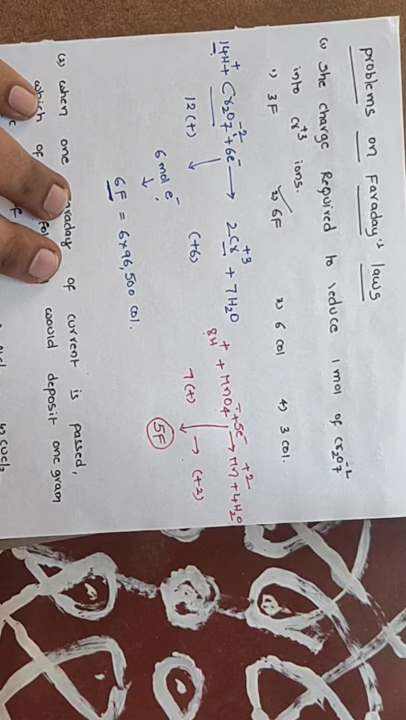 problems on Faraday's laws
(1) The charge Required to reduce 1 mol of Cr2O7-2
into Cr+3 ions.
1) 3F 2) 6F 3) 6 col 4) 3 col.
14H+ + Cr2O7-2 + 6e- → 2Cr+3 + 7H2O
12(+) (+6)
6 mol e-
6F = 6×96,500 col.
8H+ + MnO4- + 5e- → Mn+2 + 4H2O
7(+) → (+2)
5F
when one of current is passed,
which of would deposit one gram